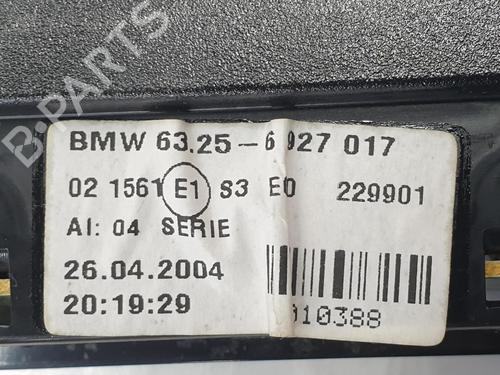 B-PARTS
BMW 63.25-6 927 017
02 1561 E1 S3 E0 229901
AI: 04 SERIE
26.04.2004
20:19:29
010388